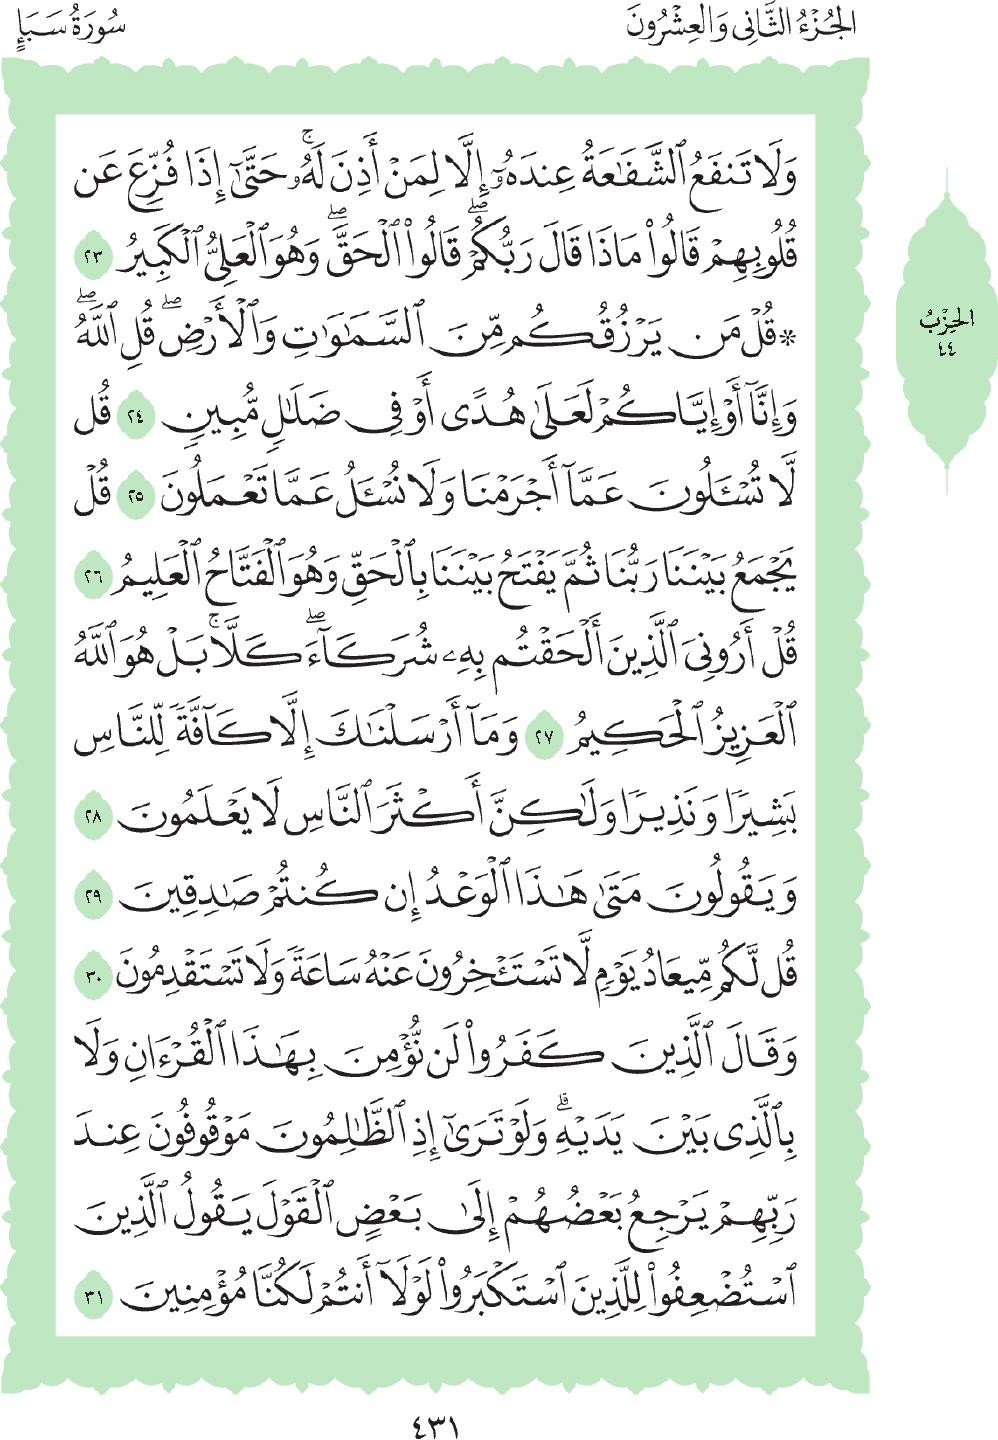 الجُزْءُ الثَّانِي وَالعِشْرُونَ
سُورَةُ سَبَإٍ
وَلَا تَنفَعُ ٱلشَّفَٰعَةُ عِندَهُۥٓ إِلَّا لِمَنْ أَذِنَ لَهُۥۚ حَتَّىٰٓ إِذَا فُزِّعَ عَن
قُلُوبِهِمْ قَالُوا۟ مَاذَا قَالَ رَبُّكُمْۖ قَالُوا۟ ٱلْحَقَّۖ وَهُوَ ٱلْعَلِىُّ ٱلْكَبِيرُ ٢٣
۞ قُلْ مَن يَرْزُقُكُم مِّنَ ٱلسَّمَٰوَٰتِ وَٱلْأَرْضِۖ قُلِ ٱللَّهُۖ
وَإِنَّآ أَوْ إِيَّاكُمْ لَعَلَىٰ هُدًى أَوْ فِى ضَلَٰلٍ مُّبِينٍ ٢٤ قُل
لَّا تُسْـَٔلُونَ عَمَّآ أَجْرَمْنَا وَلَا نُسْـَٔلُ عَمَّا تَعْمَلُونَ ٢٥ قُلْ
يَجْمَعُ بَيْنَنَا رَبُّنَا ثُمَّ يَفْتَحُ بَيْنَنَا بِٱلْحَقِّ وَهُوَ ٱلْفَتَّاحُ ٱلْعَلِيمُ ٢٦
قُلْ أَرُونِىَ ٱلَّذِينَ أَلْحَقْتُم بِهِۦ شُرَكَآءَۖ كَلَّاۚ بَلْ هُوَ ٱللَّهُ
ٱلْعَزِيزُ ٱلْحَكِيمُ ٢٧ وَمَآ أَرْسَلْنَٰكَ إِلَّا كَآفَّةً لِّلنَّاسِ
بَشِيرًا وَنَذِيرًا وَلَٰكِنَّ أَكْثَرَ ٱلنَّاسِ لَا يَعْلَمُونَ ٢٨
وَيَقُولُونَ مَتَىٰ هَٰذَا ٱلْوَعْدُ إِن كُنتُمْ صَٰدِقِينَ ٢٩
قُل لَّكُم مِّيعَادُ يَوْمٍ لَّا تَسْتَـْٔخِرُونَ عَنْهُ سَاعَةً وَلَا تَسْتَقْدِمُونَ ٣٠
وَقَالَ ٱلَّذِينَ كَفَرُوا۟ لَن نُّؤْمِنَ بِهَٰذَا ٱلْقُرْءَانِ وَلَا
بِٱلَّذِى بَيْنَ يَدَيْهِۗ وَلَوْ تَرَىٰٓ إِذِ ٱلظَّٰلِمُونَ مَوْقُوفُونَ عِندَ
رَبِّهِمْ يَرْجِعُ بَعْضُهُمْ إِلَىٰ بَعْضٍ ٱلْقَوْلَ يَقُولُ ٱلَّذِينَ
ٱسْتُضْعِفُوا۟ لِلَّذِينَ ٱسْتَكْبَرُوا۟ لَوْلَآ أَنتُمْ لَكُنَّا مُؤْمِنِينَ ٣١
الحِزْبُ
٤٤
٤٣١